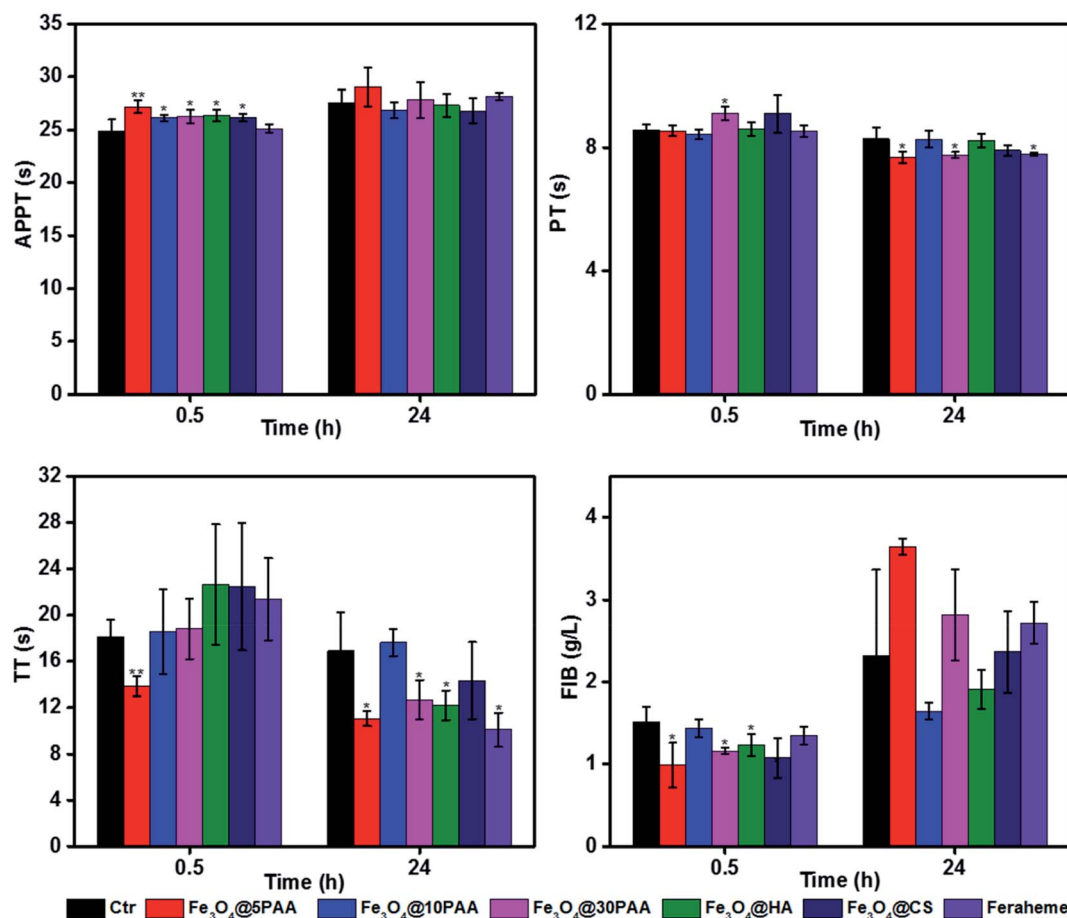 35
30
25
20
15
10
5
0
APPT (s)
** * * * *
0.5 24
Time (h)
12
8
4
0
PT (s)
* * * *
0.5 24
Time (h)
32
28
24
20
16
12
8
4
0
TT (s)
** * * * *
0.5 24
Time (h)
4
3
2
1
0
FIB (g/L)
* * *
0.5 24
Time (h)
Ctr Fe₃O₄@5PAA Fe₃O₄@10PAA Fe₃O₄@30PAA Fe₃O₄@HA Fe₃O₄@CS Feraheme